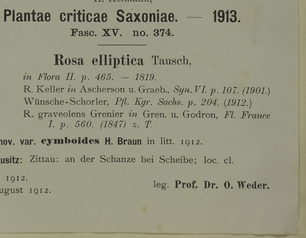 Plantae criticae Saxoniae. — 1913.
Fasc. XV. no. 374.
Rosa elliptica Tausch,
in Flora II. p. 465. — 1819.
R. Keller in Ascherson u. Graeb., Syn. VI. p. 107. (1901.)
Wünsche-Schorler, Pfl. Kgr. Sachs. p. 204. (1912.)
R. graveolens Grenier in Gren. u. Godron, Fl. France
I. p. 560. (1847) z. T
nov. var. cymboides H. Braun in litt. 1912.
ausitz: Zittau: an der Schanze bei Scheibe; loc. cl.
1912.
ugust 1912.
leg. Prof. Dr. O. Weder.